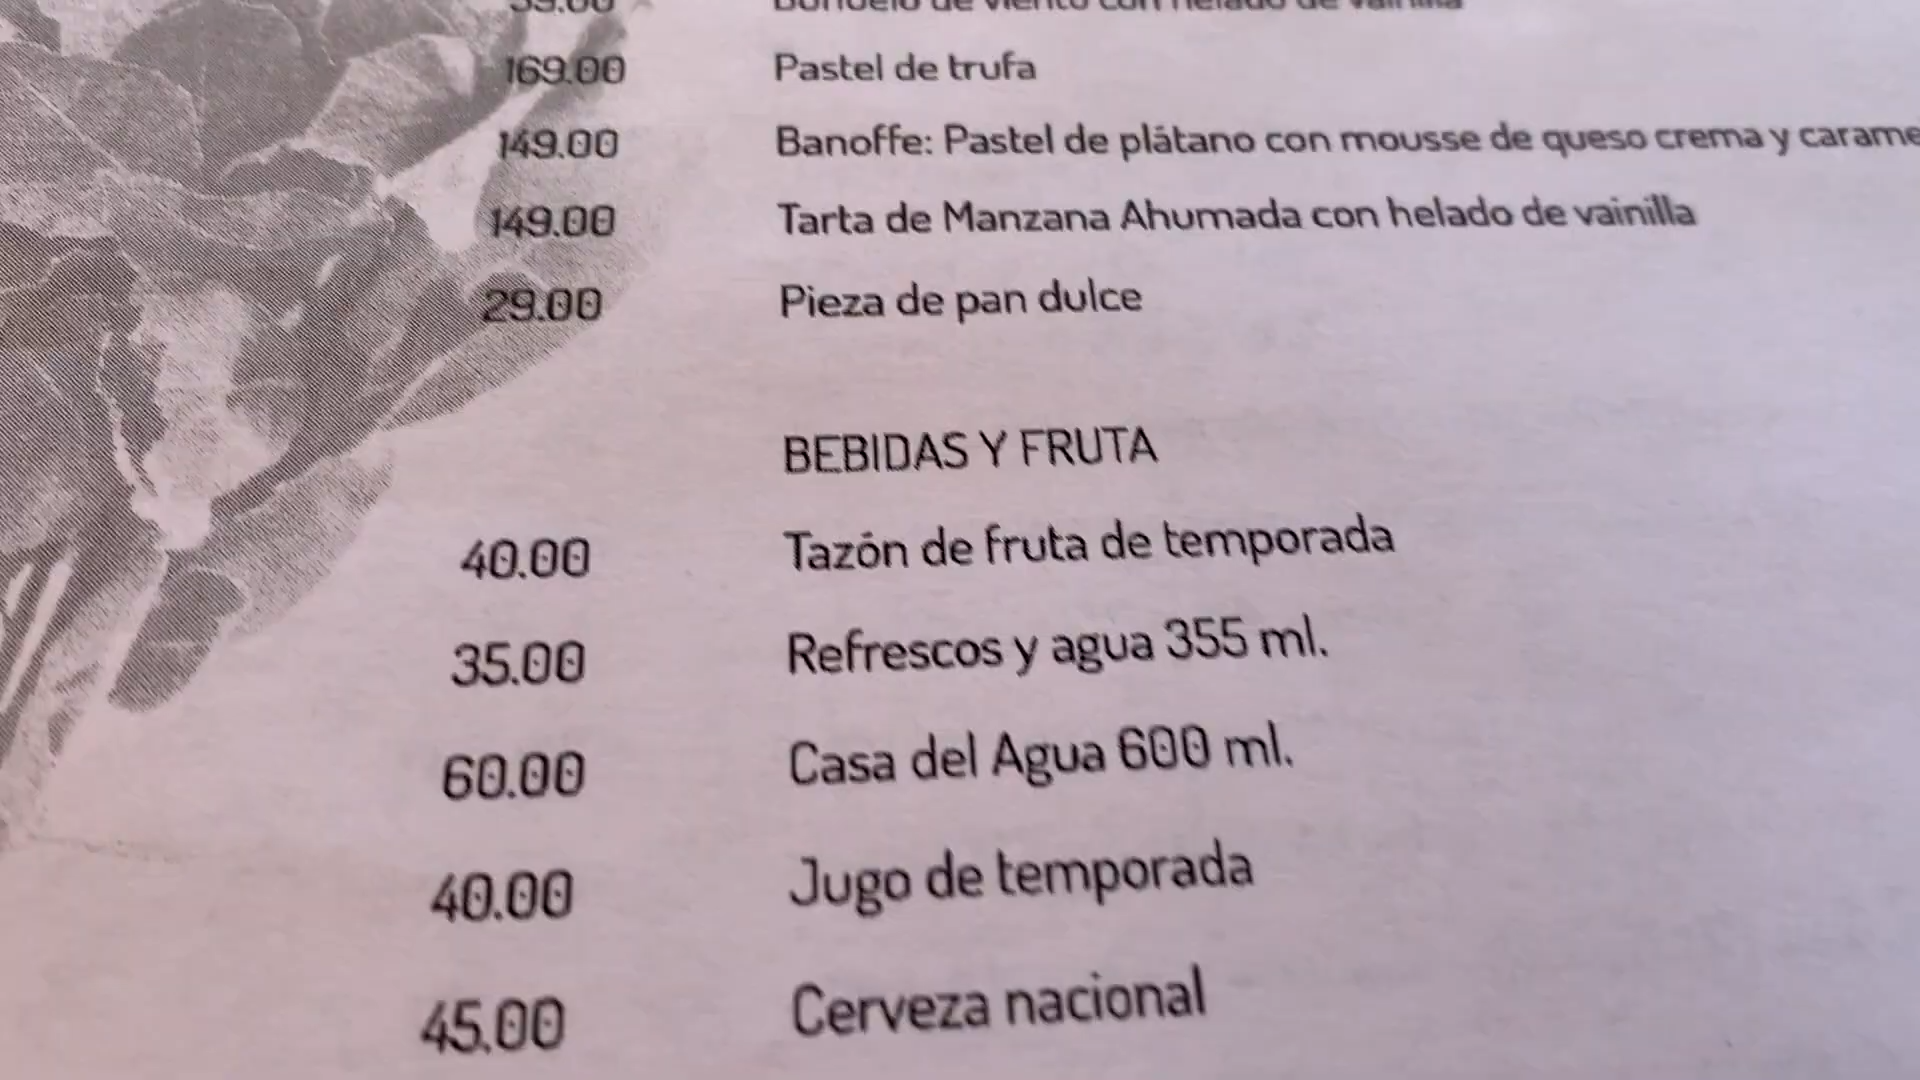 169.00 Pastel de trufa
149.00 Banoffe: Pastel de plátano con mousse de queso crema y carame
149.00 Tarta de Manzana Ahumada con helado de vainilla
29.00 Pieza de pan dulce
BEBIDAS Y FRUTA
40.00 Tazón de fruta de temporada
35.00 Refrescos y agua 355 ml.
60.00 Casa del Agua 600 ml.
40.00 Jugo de temporada
45.00 Cerveza nacional